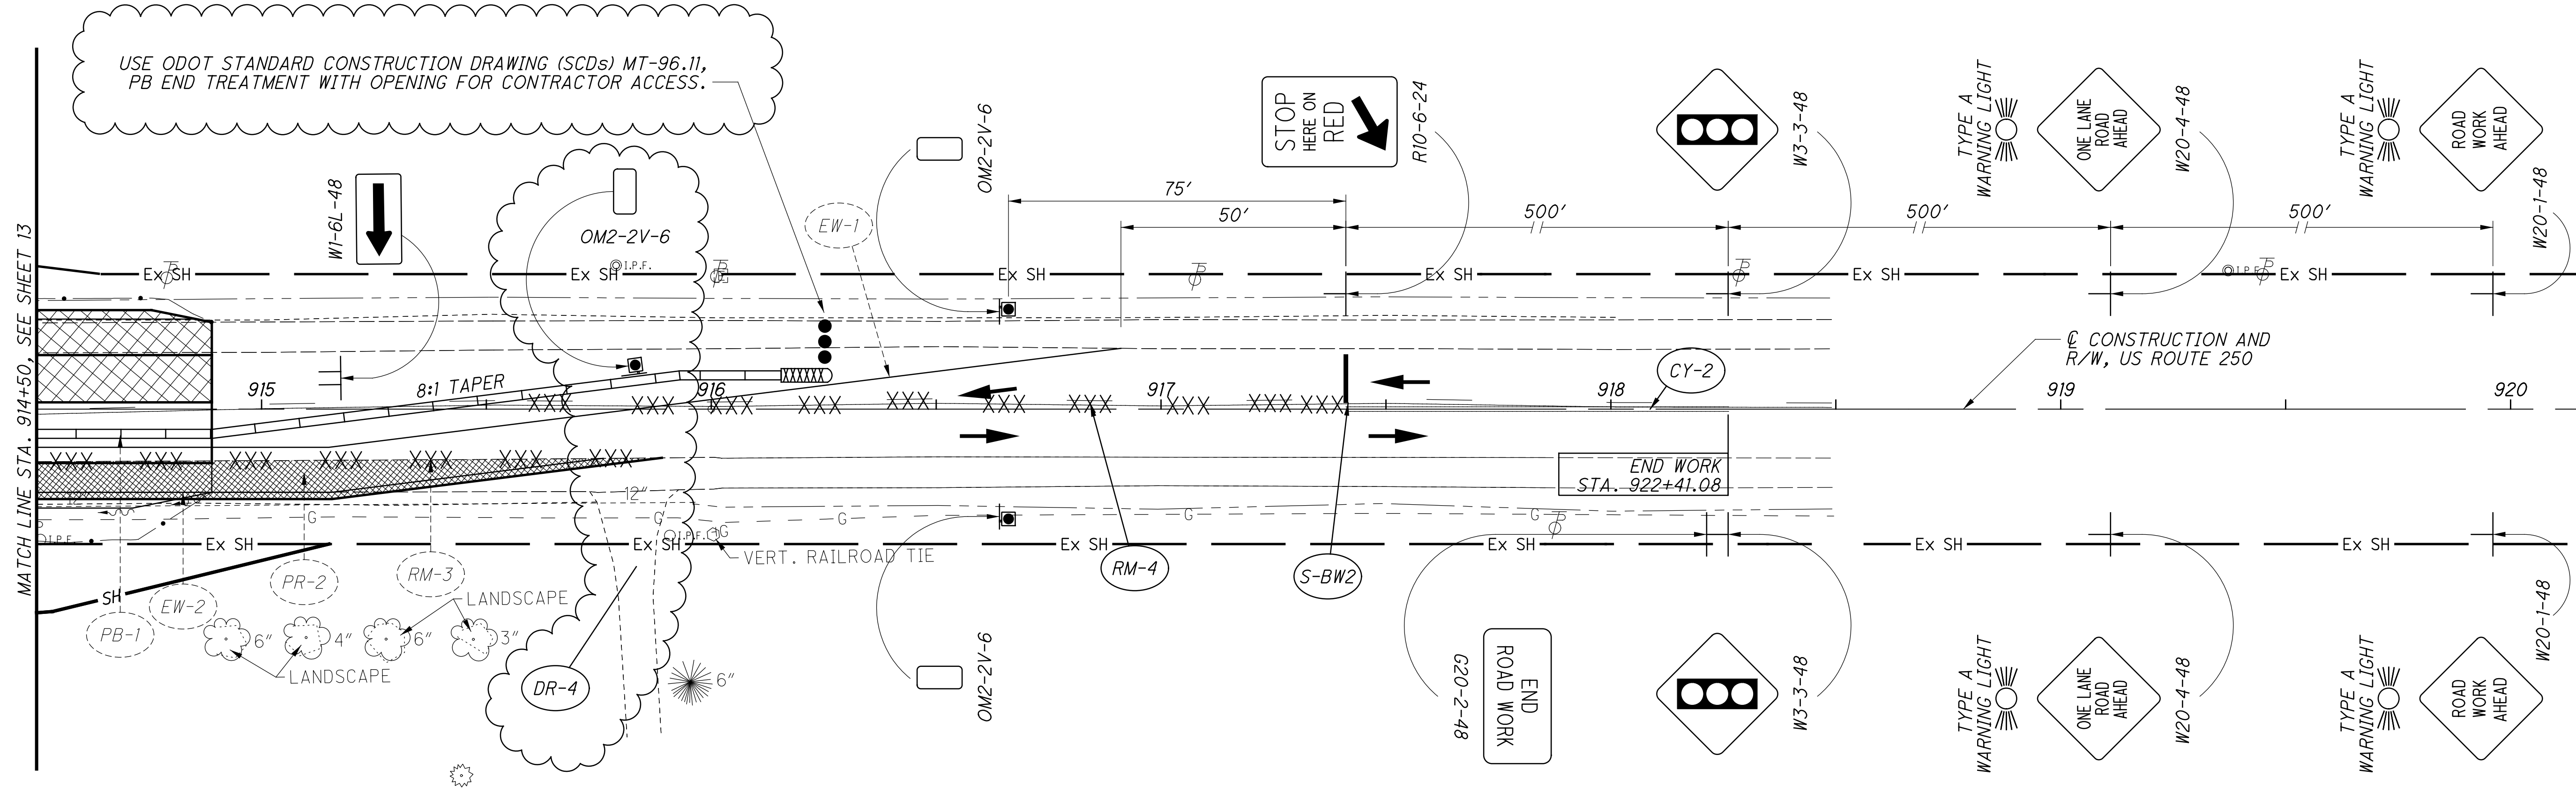 USE ODOT STANDARD CONSTRUCTION DRAWING (SCDs) MT-96.11,
PB END TREATMENT WITH OPENING FOR CONTRACTOR ACCESS.
MATCH LINE STA. 914+50, SEE SHEET 13
W1-6L-48
OM2-2V-6
EW-1
OM2-2V-6
STOP
HERE ON
RED
R10-6-24
W3-3-48
TYPE A
WARNING LIGHT
ONE LANE
ROAD
AHEAD
W20-4-48
TYPE A
WARNING LIGHT
ROAD
WORK
AHEAD
W20-1-48
75'
50'
500'
500'
500'
Ex SH
Ex SH
Ex SH
Ex SH
Ex SH
Ex SH
I.P.F.
I.P.F.
℄ CONSTRUCTION AND
R/W, US ROUTE 250
915
8:1 TAPER
916
917
918
919
920
CY-2
END WORK
STA. 922+41.08
12"
12"
G
G
G
G
G
G
I.P.F.
I.P.F.
Ex SH
Ex SH
Ex SH
Ex SH
Ex SH
Ex SH
VERT. RAILROAD TIE
SH
PB-1
EW-2
PR-2
RM-3
RM-4
S-BW2
LANDSCAPE
6"
4"
6"
3"
LANDSCAPE
DR-4
6"
OM2-2V-6
G20-2-48
END
ROAD WORK
W3-3-48
TYPE A
WARNING LIGHT
ONE LANE
ROAD
AHEAD
W20-4-48
TYPE A
WARNING LIGHT
ROAD
WORK
AHEAD
W20-1-48